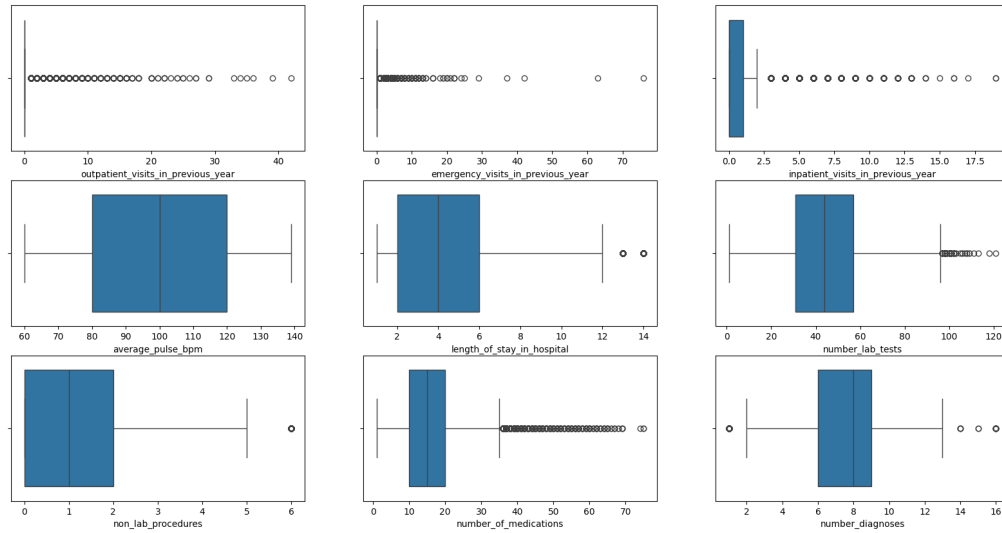 0 10 20 30 40
outpatient_visits_in_previous_year
0 10 20 30 40 50 60 70
emergency_visits_in_previous_year
0.0 2.5 5.0 7.5 10.0 12.5 15.0 17.5
inpatient_visits_in_previous_year
60 70 80 90 100 110 120 130 140
average_pulse_bpm
2 4 6 8 10 12 14
length_of_stay_in_hospital
0 20 40 60 80 100 120
number_lab_tests
0 1 2 3 4 5 6
non_lab_procedures
0 10 20 30 40 50 60 70
number_of_medications
2 4 6 8 10 12 14 16
number_diagnoses